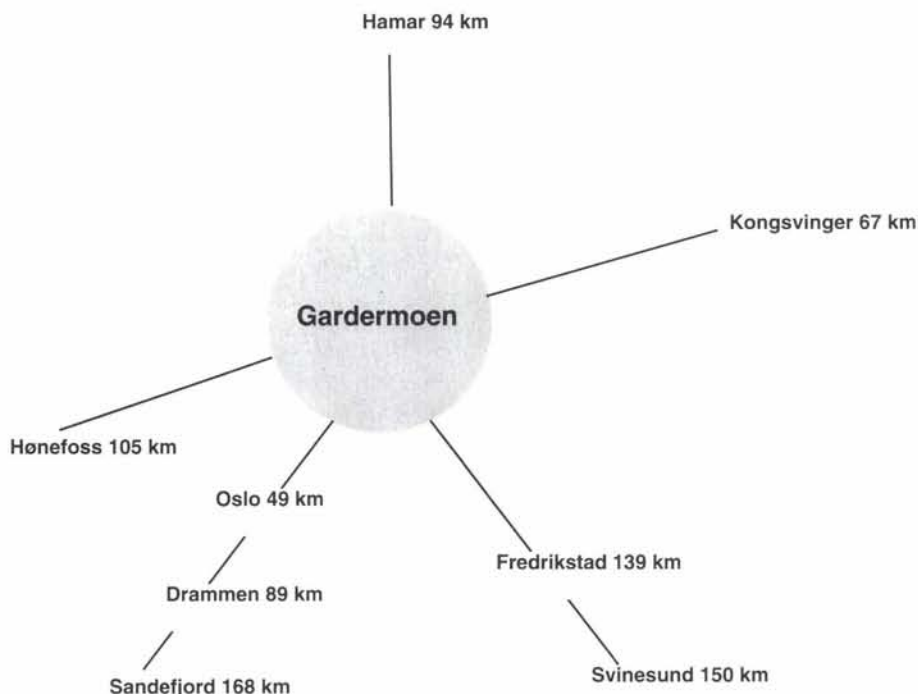 Hamar 94 km
Kongsvinger 67 km
Gardermoen
Hønefoss 105 km
Oslo 49 km
Fredrikstad 139 km
Drammen 89 km
Svinesund 150 km
Sandefjord 168 km